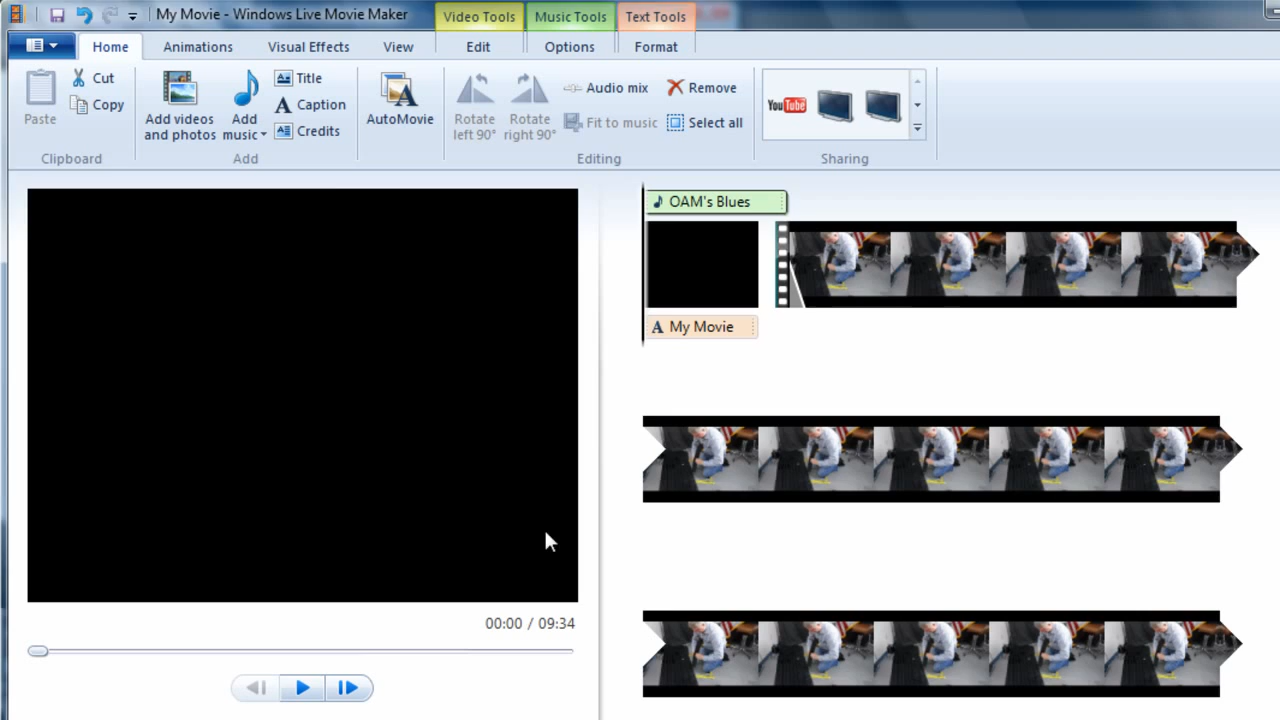 My Movie - Windows Live Movie Maker
Video Tools
Music Tools
Text Tools
Home
Animations
Visual Effects
View
Edit
Options
Format
Paste
Cut
Copy
Clipboard
Add videos
and photos
Add
music
Title
Caption
Credits
Add
AutoMovie
Rotate
left 90°
Rotate
right 90°
Audio mix
Fit to music
Remove
Select all
Editing
YouTube
Sharing
OAM's Blues
A My Movie
00:00 / 09:34